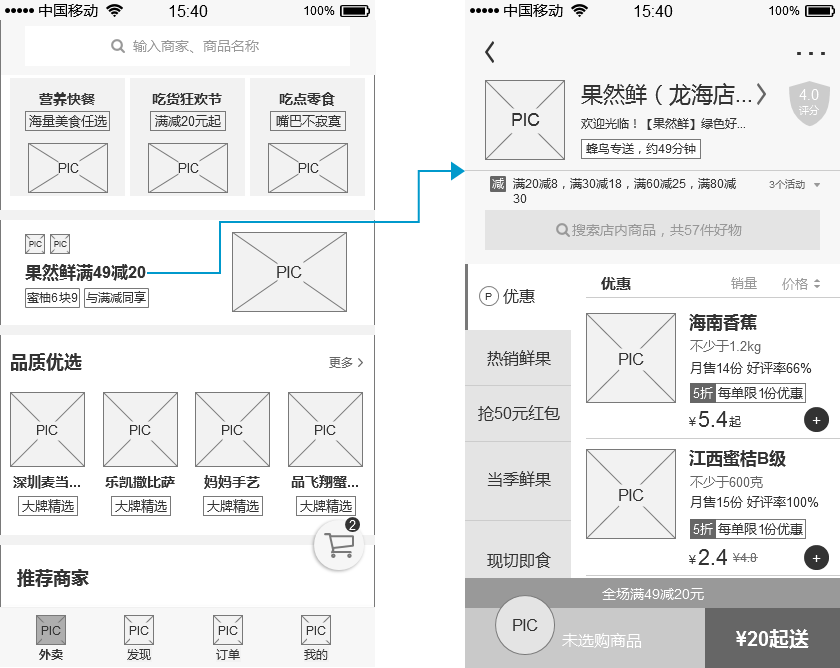 中国移动
15:40
100%
输入商家、商品名称
营养快餐
海量美食任选
PIC
吃货狂欢节
满减20元起
PIC
吃点零食
嘴巴不寂寞
PIC
PIC
PIC
果然鲜满49减20
蜜柚6块9
与满减同享
PIC
品质优选
更多
PIC
PIC
PIC
PIC
深圳麦当...
乐凯撒比萨
妈妈手艺
品飞翔蟹...
大牌精选
大牌精选
大牌精选
大牌精选
2
推荐商家
PIC
PIC
PIC
PIC
外卖
发现
订单
我的
中国移动
15:40
100%
PIC
果然鲜（龙海店...
欢迎光临！【果然鲜】绿色好...
蜂鸟专送，约49分钟
4.0
评分
减
满20减8，满30减18，满60减25，满80减
30
3个活动
搜索店内商品，共57件好物
P
优惠
热销鲜果
抢50元红包
当季鲜果
现切即食
优惠
销量
价格
PIC
海南香蕉
不少于1.2kg
月售14份 好评率66%
5折 每单限1份优惠
¥5.4起
+
PIC
江西蜜桔B级
不少于600克
月售15份 好评率100%
5折 每单限1份优惠
¥2.4 ¥4.8
+
全场满49减20元
PIC
未选购商品
¥20起送